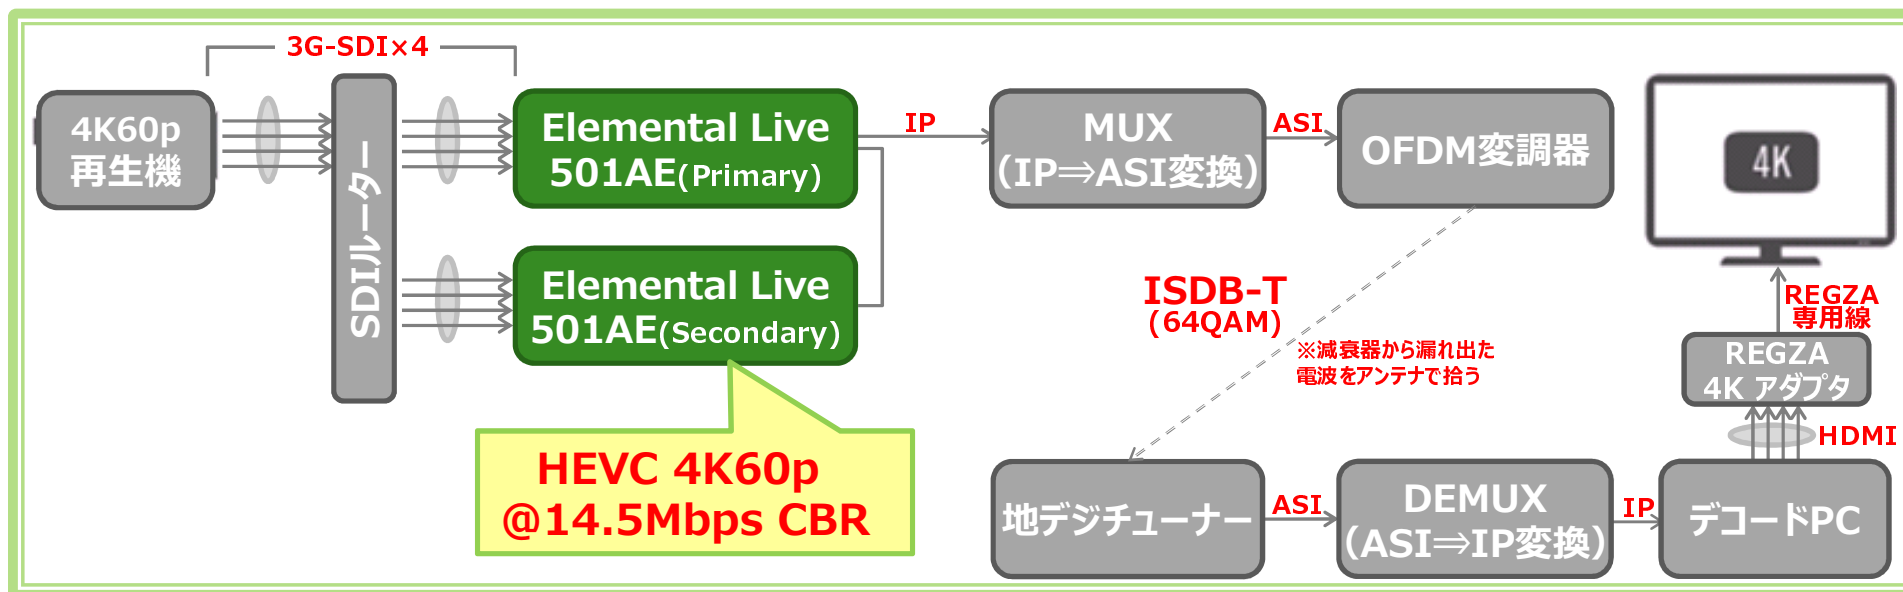 3G-SDI×4
4K60p
再生機
SDIルーター
Elemental Live
501AE(Primary)
Elemental Live
501AE(Secondary)
HEVC 4K60p
@14.5Mbps CBR
IP
MUX
(IP⇒ASI変換)
ASI
OFDM変調器
4K
ISDB-T
(64QAM)
※減衰器から漏れ出た
電波をアンテナで拾う
REGZA
専用線
REGZA
4K アダプタ
HDMI
地デジチューナー
ASI
DEMUX
(ASI⇒IP変換)
IP
デコードPC